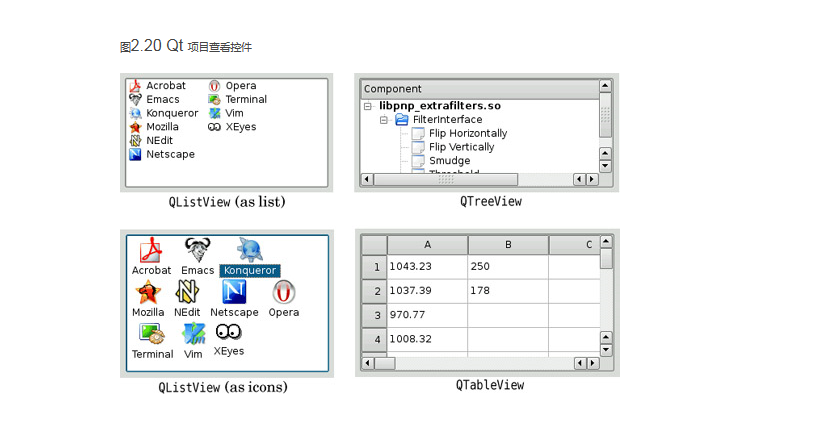 图2.20 Qt 项目查看控件
Acrobat
Emacs
Konqueror
Mozilla
NEdit
Netscape
Opera
Terminal
Vim
XEyes
QListView (as list)
Component
libpnp_extrafilters.so
FilterInterface
Flip Horizontally
Flip Vertically
Smudge
Threshold
QTreeView
Acrobat Emacs Konqueror
Mozilla NEdit Netscape Opera
Terminal Vim XEyes
QListView (as icons)
A B C
1 1043.23 250
2 1037.39 178
3 970.77
4 1008.32
QTableView